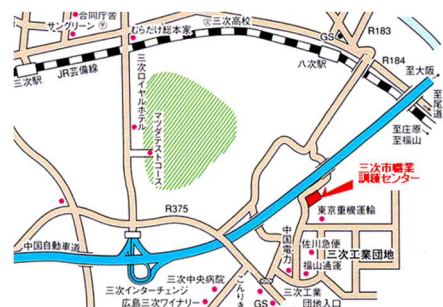 合同庁舎
サングリーン
三次高校
むらだけ総本家
GS
R183
R184
八次駅
至大阪
至尾道
三次駅
JR芸備線
三次ロイヤルホテル
マツダテストコース
至庄原
至福山
三次市職業
訓練センター
R375
東京重機運輸
中国自動車道
中国電力
佐川急便
三次工業団地
福山通運
三次中央病院
三次インターチェンジ
広島三次ワイナリー
こんりき
GS
三次工業
団地入口